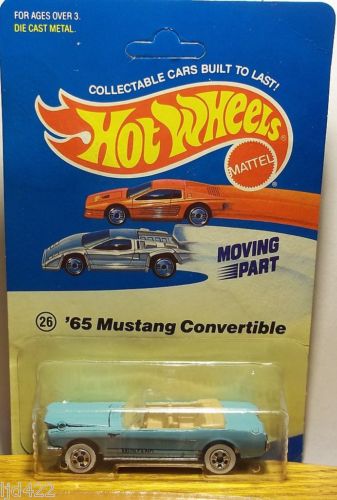 FOR AGES OVER 3.
DIE CAST METAL.
COLLECTABLE CARS BUILT TO LAST!
HOT WHEELS®
MATTEL
MOVING
PART
26 '65 Mustang Convertible
ljd422